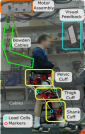 Motor
Assembly
Visual
Feedback
Bowden
Cables
Pelvic
Cuff
Thigh
Cuff
Cables
Shank
Cuff
Load Cells
Markers